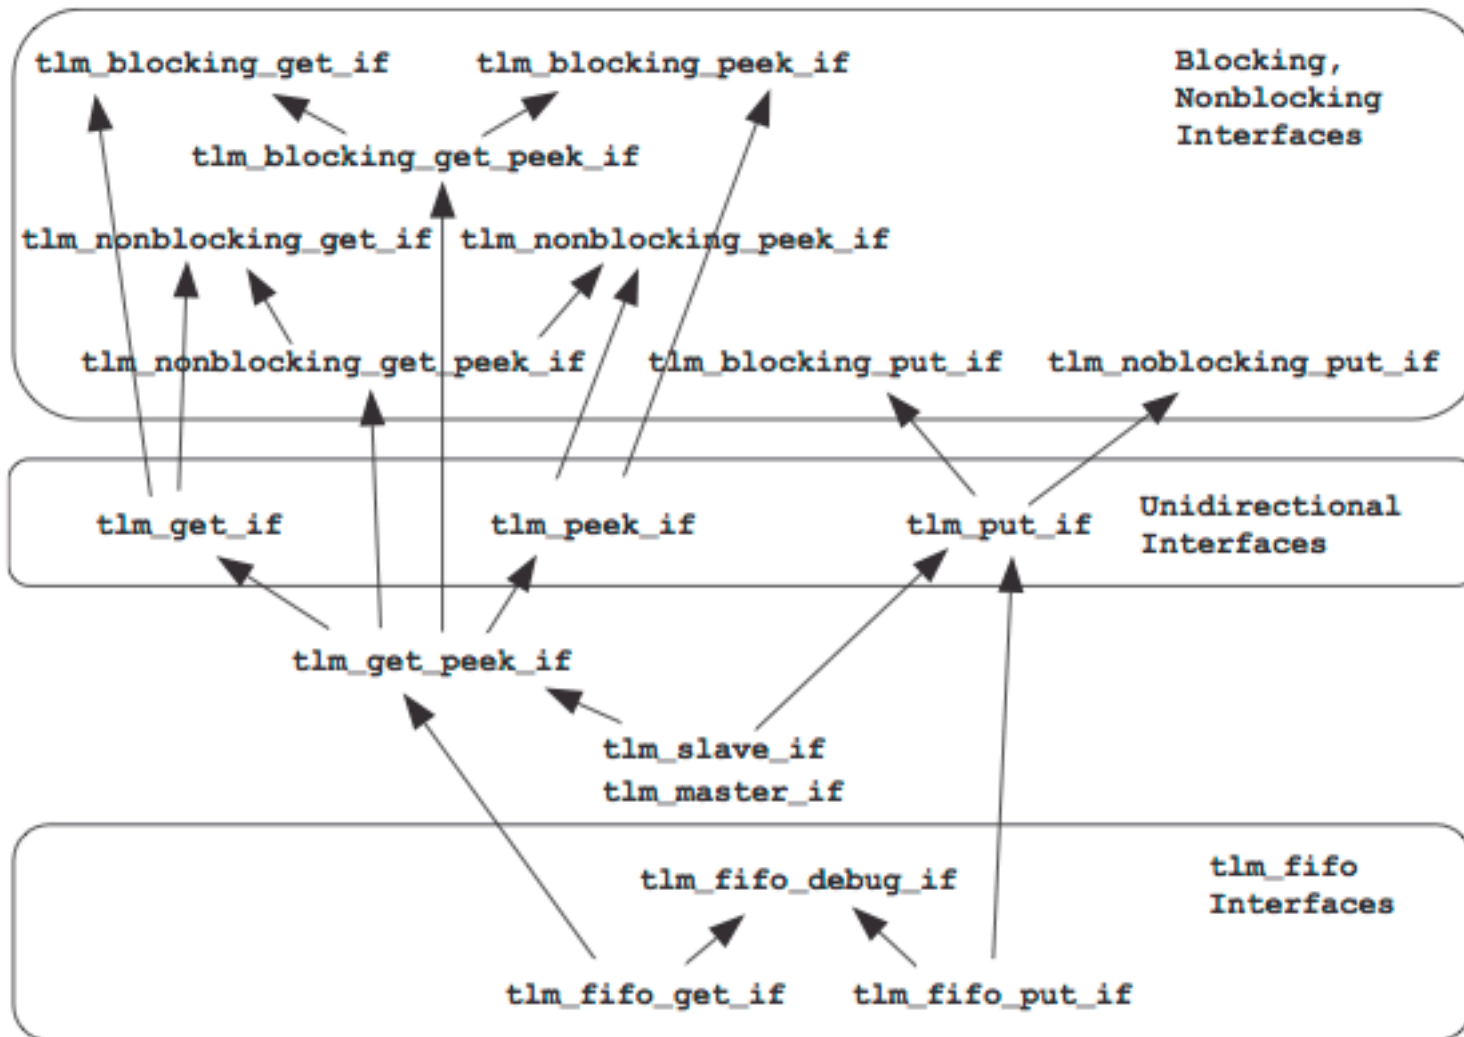 tlm_blocking_get_if
tlm_blocking_peek_if
Blocking,
Nonblocking
Interfaces
tlm_blocking_get_peek_if
tlm_nonblocking_get_if
tlm_nonblocking_peek_if
tlm_nonblocking_get_peek_if
tlm_blocking_put_if
tlm_noblocking_put_if
tlm_get_if
tlm_peek_if
tlm_put_if
Unidirectional
Interfaces
tlm_get_peek_if
tlm_slave_if
tlm_master_if
tlm_fifo_debug_if
tlm_fifo
Interfaces
tlm_fifo_get_if
tlm_fifo_put_if